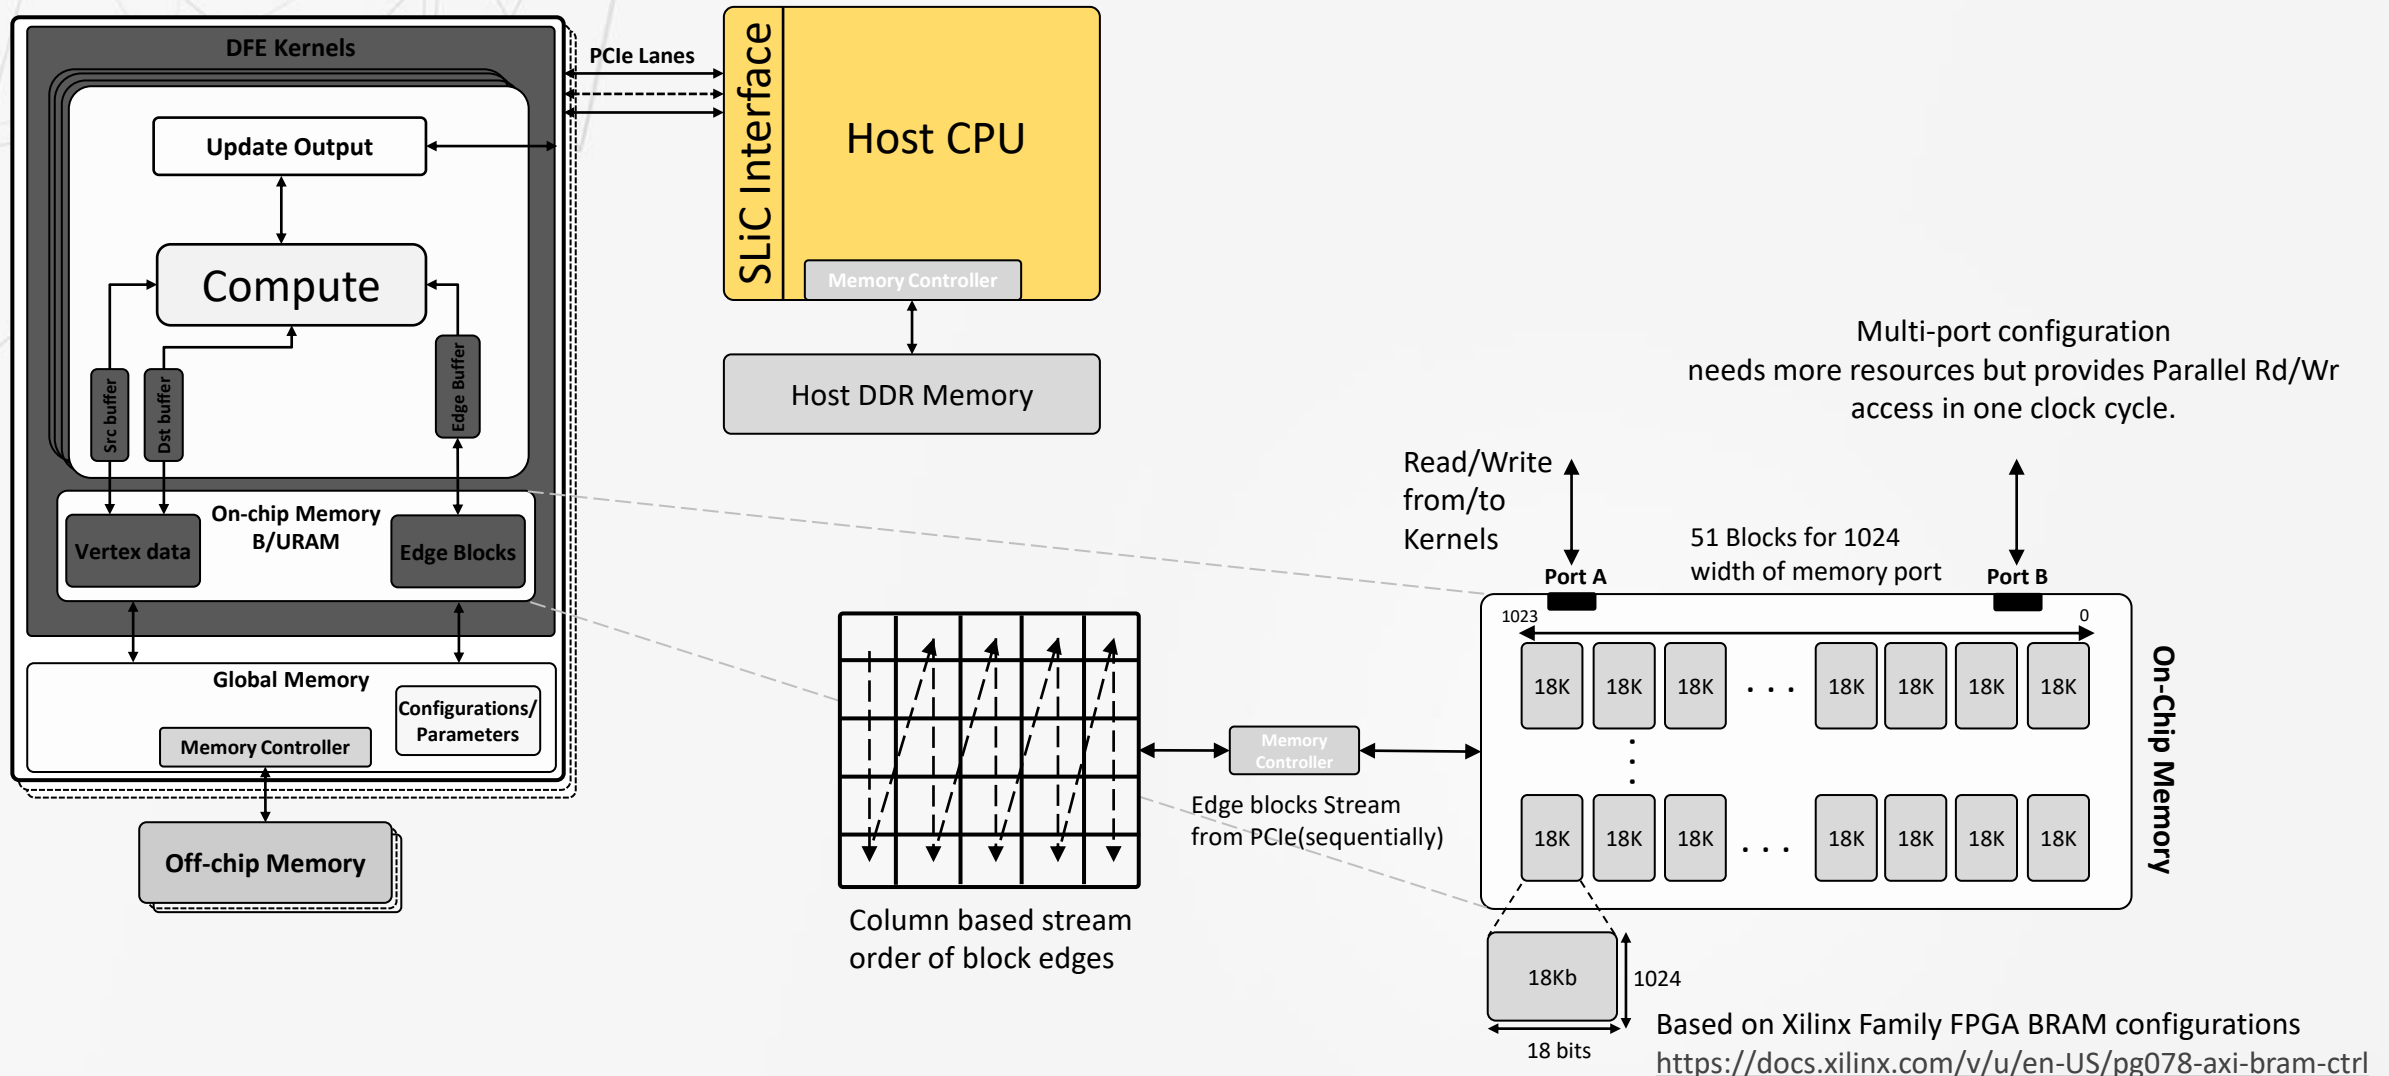 DFE Kernels
Update Output
Compute
Src buffer
Dst buffer
Edge Buffer
On-chip Memory
B/URAM
Vertex data
Edge Blocks
Global Memory
Configurations/
Parameters
Memory Controller
Off-chip Memory
PCIe Lanes
SLiC Interface
Host CPU
Memory Controller
Host DDR Memory
Column based stream
order of block edges
Memory
Controller
Edge blocks Stream
from PCIe(sequentially)
Multi-port configuration
needs more resources but provides Parallel Rd/Wr
access in one clock cycle.
Read/Write
from/to
Kernels
51 Blocks for 1024
width of memory port
Port A
Port B
1023
0
18K 18K 18K . . . 18K 18K 18K 18K
18K 18K 18K . . . 18K 18K 18K 18K
On-Chip Memory
18Kb
1024
18 bits
Based on Xilinx Family FPGA BRAM configurations
https://docs.xilinx.com/v/u/en-US/pg078-axi-bram-ctrl